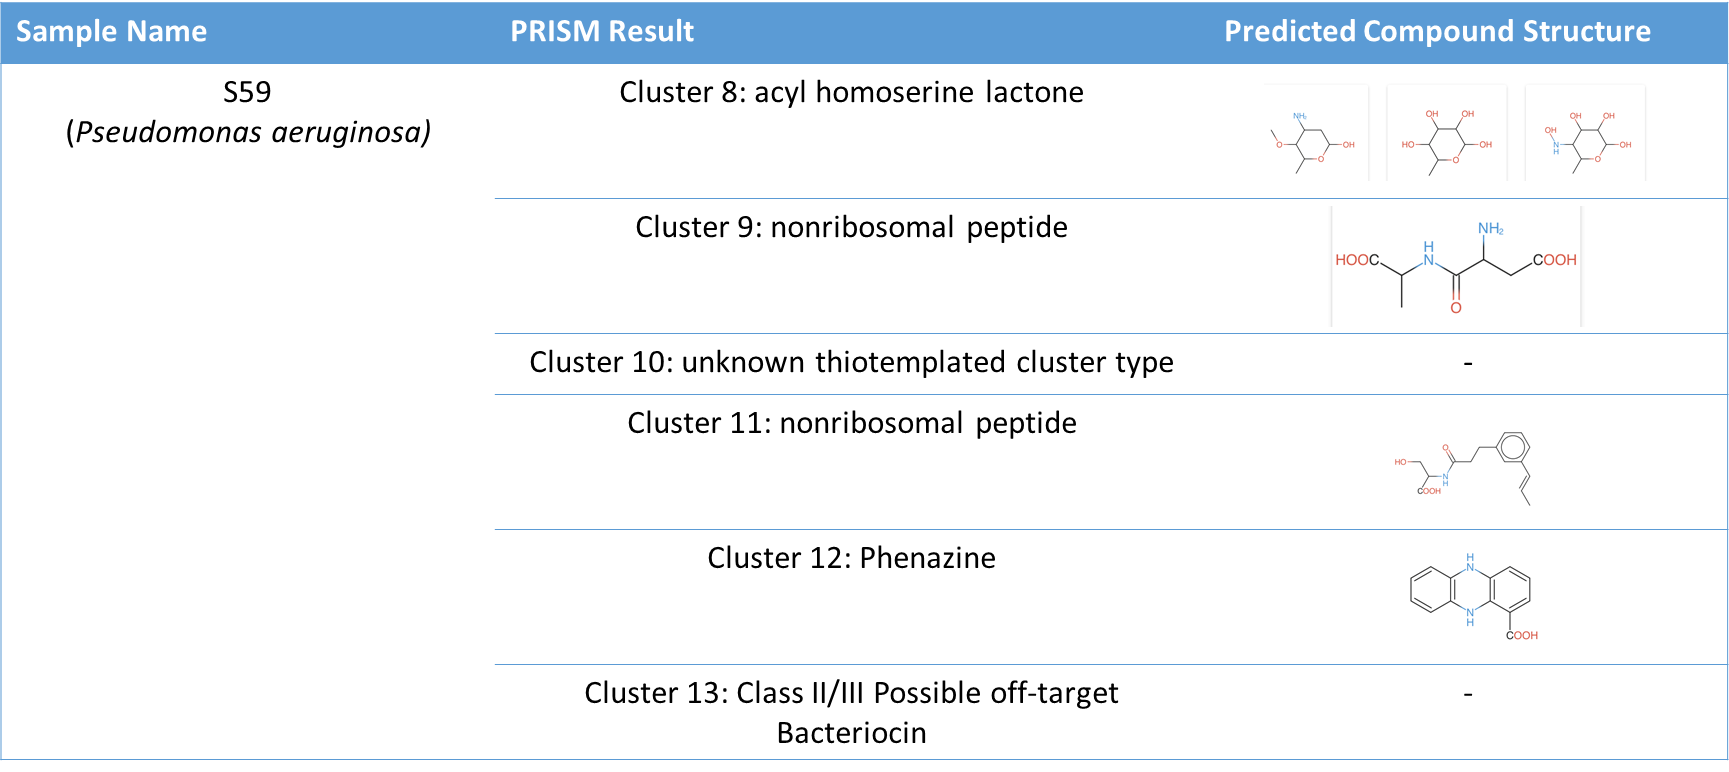 Sample Name PRISM Result Predicted Compound Structure
S59
(Pseudomonas aeruginosa)
Cluster 8: acyl homoserine lactone
NH₂ O O OH
OH OH HO OH O
OH OH OH N H OH O
Cluster 9: nonribosomal peptide
NH₂
HOOC H N COOH
O
Cluster 10: unknown thiotemplated cluster type -
Cluster 11: nonribosomal peptide
HO O
N H
COOH
Cluster 12: Phenazine
H
N
N
H
COOH
Cluster 13: Class II/III Possible off-target -
Bacteriocin